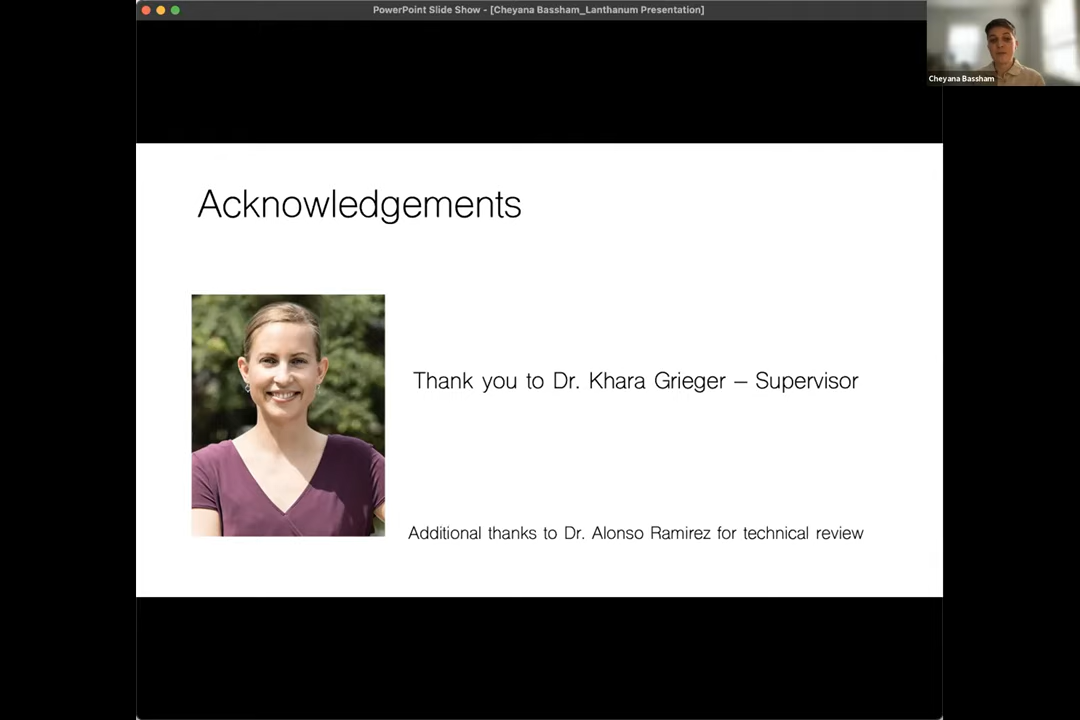 PowerPoint Slide Show - [Cheyana Bassham_Lanthanum Presentation]
Cheyana Bassham
Acknowledgements
Thank you to Dr. Khara Grieger – Supervisor
Additional thanks to Dr. Alonso Ramirez for technical review